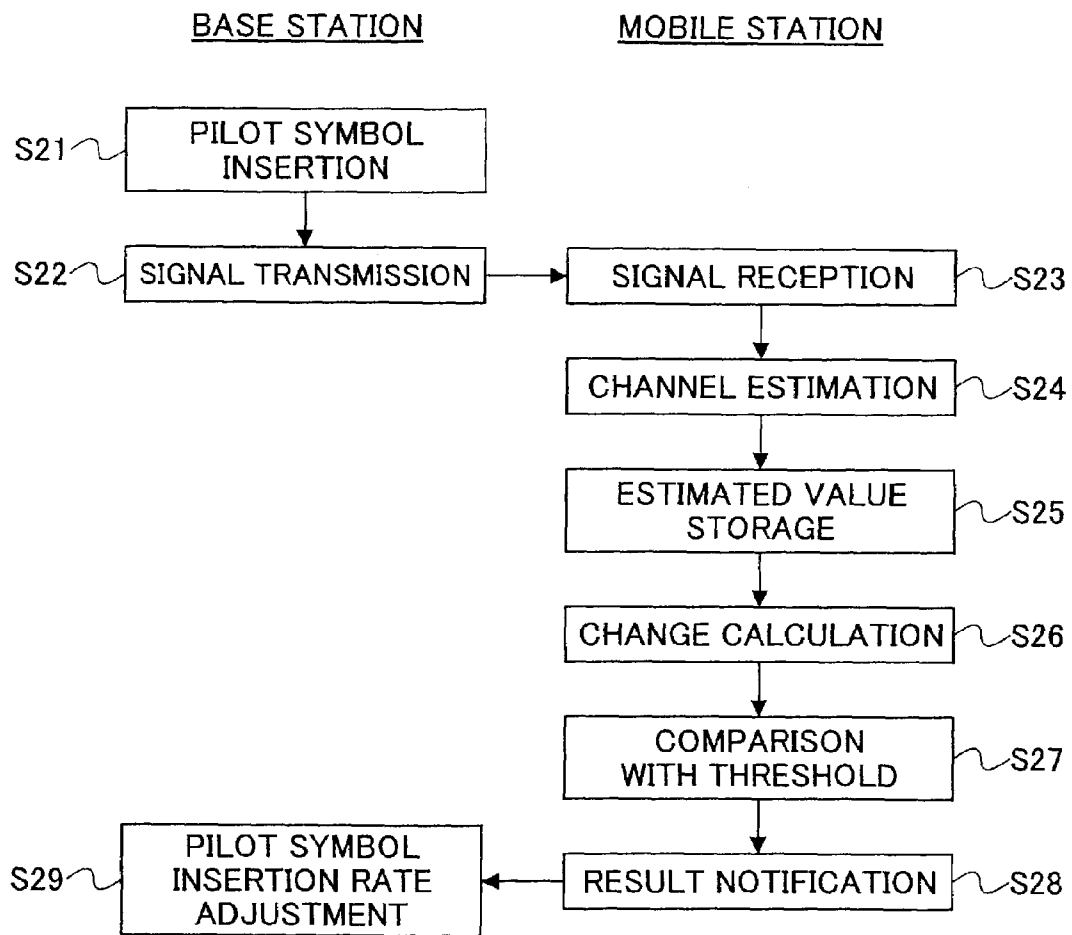 BASE STATION
MOBILE STATION
S21
PILOT SYMBOL
INSERTION
S22
SIGNAL TRANSMISSION
SIGNAL RECEPTION
S23
CHANNEL ESTIMATION
S24
ESTIMATED VALUE
STORAGE
S25
CHANGE CALCULATION
S26
COMPARISON
WITH THRESHOLD
S27
S29
PILOT SYMBOL
INSERTION RATE
ADJUSTMENT
RESULT NOTIFICATION
S28